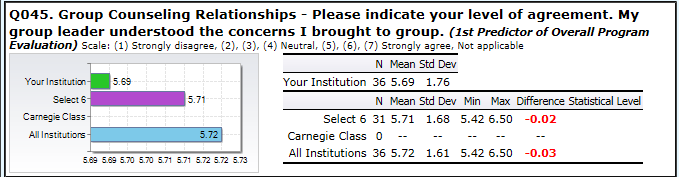 Q045. Group Counseling Relationships - Please indicate your level of agreement. My
group leader understood the concerns I brought to group. (1st Predictor of Overall Program
Evaluation) Scale: (1) Strongly disagree, (2), (3), (4) Neutral, (5), (6), (7) Strongly agree, Not applicable
Your Institution 5.69
Select 6 5.71
Carnegie Class
All Institutions 5.72
5.69 5.69 5.70 5.70 5.71 5.71 5.72 5.72 5.73
N Mean Std Dev
Your Institution 36 5.69 1.76
N Mean Std Dev Min Max Difference Statistical Level
Select 6 31 5.71 1.68 5.42 6.50 -0.02
Carnegie Class 0 -- -- -- -- --
All Institutions 36 5.72 1.61 5.42 6.50 -0.03